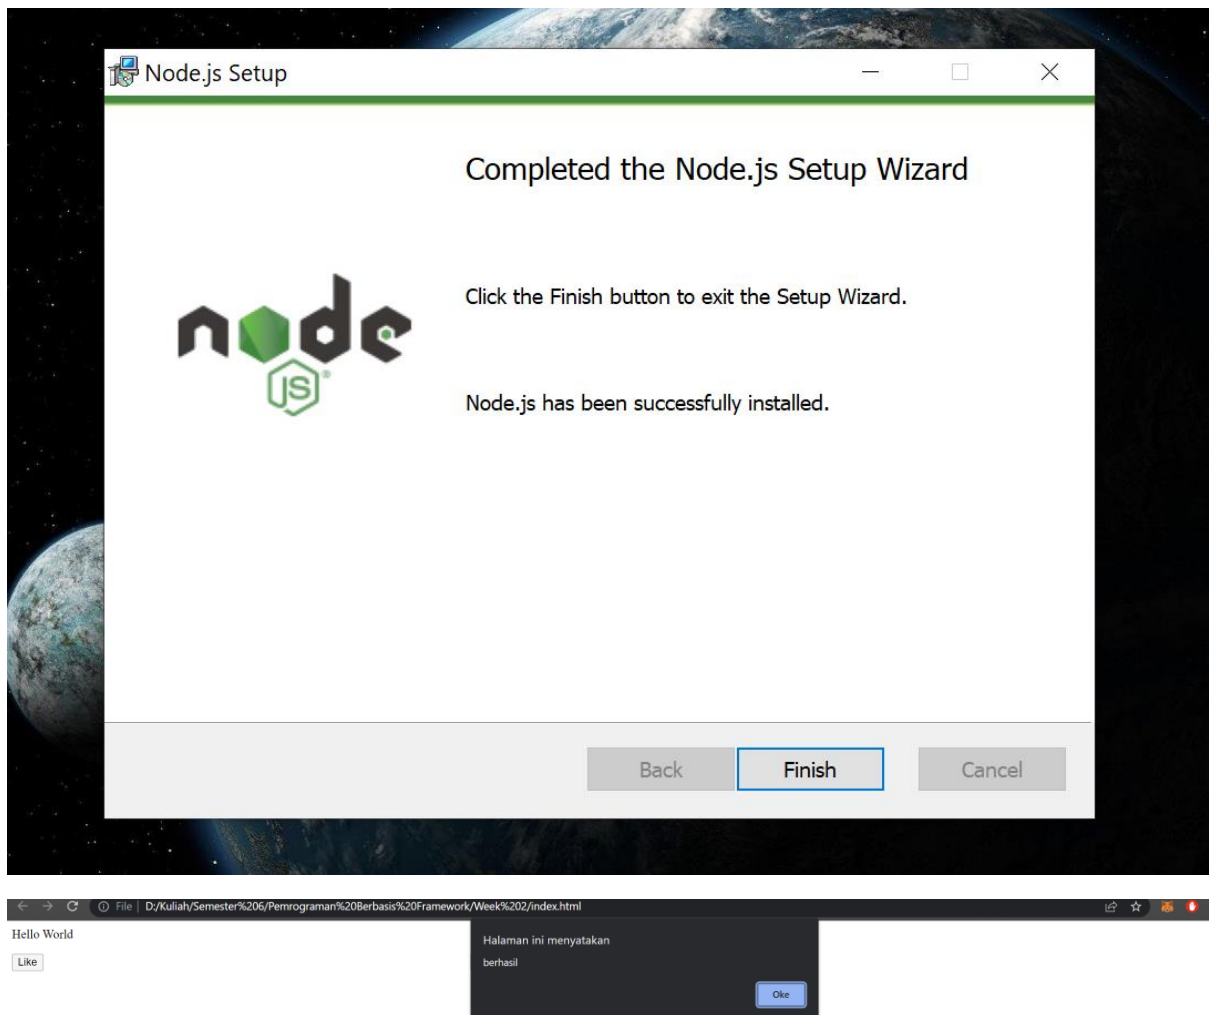 Node.js Setup
Completed the Node.js Setup Wizard
Click the Finish button to exit the Setup Wizard.
node
JS®
Node.js has been successfully installed.
Back Finish Cancel
File D:/Kuliah/Semester%206/Pemrograman%20Berbasis%20Framework/Week%202/index.html
Hello World
Like
Halaman ini menyatakan
berhasil
Oke